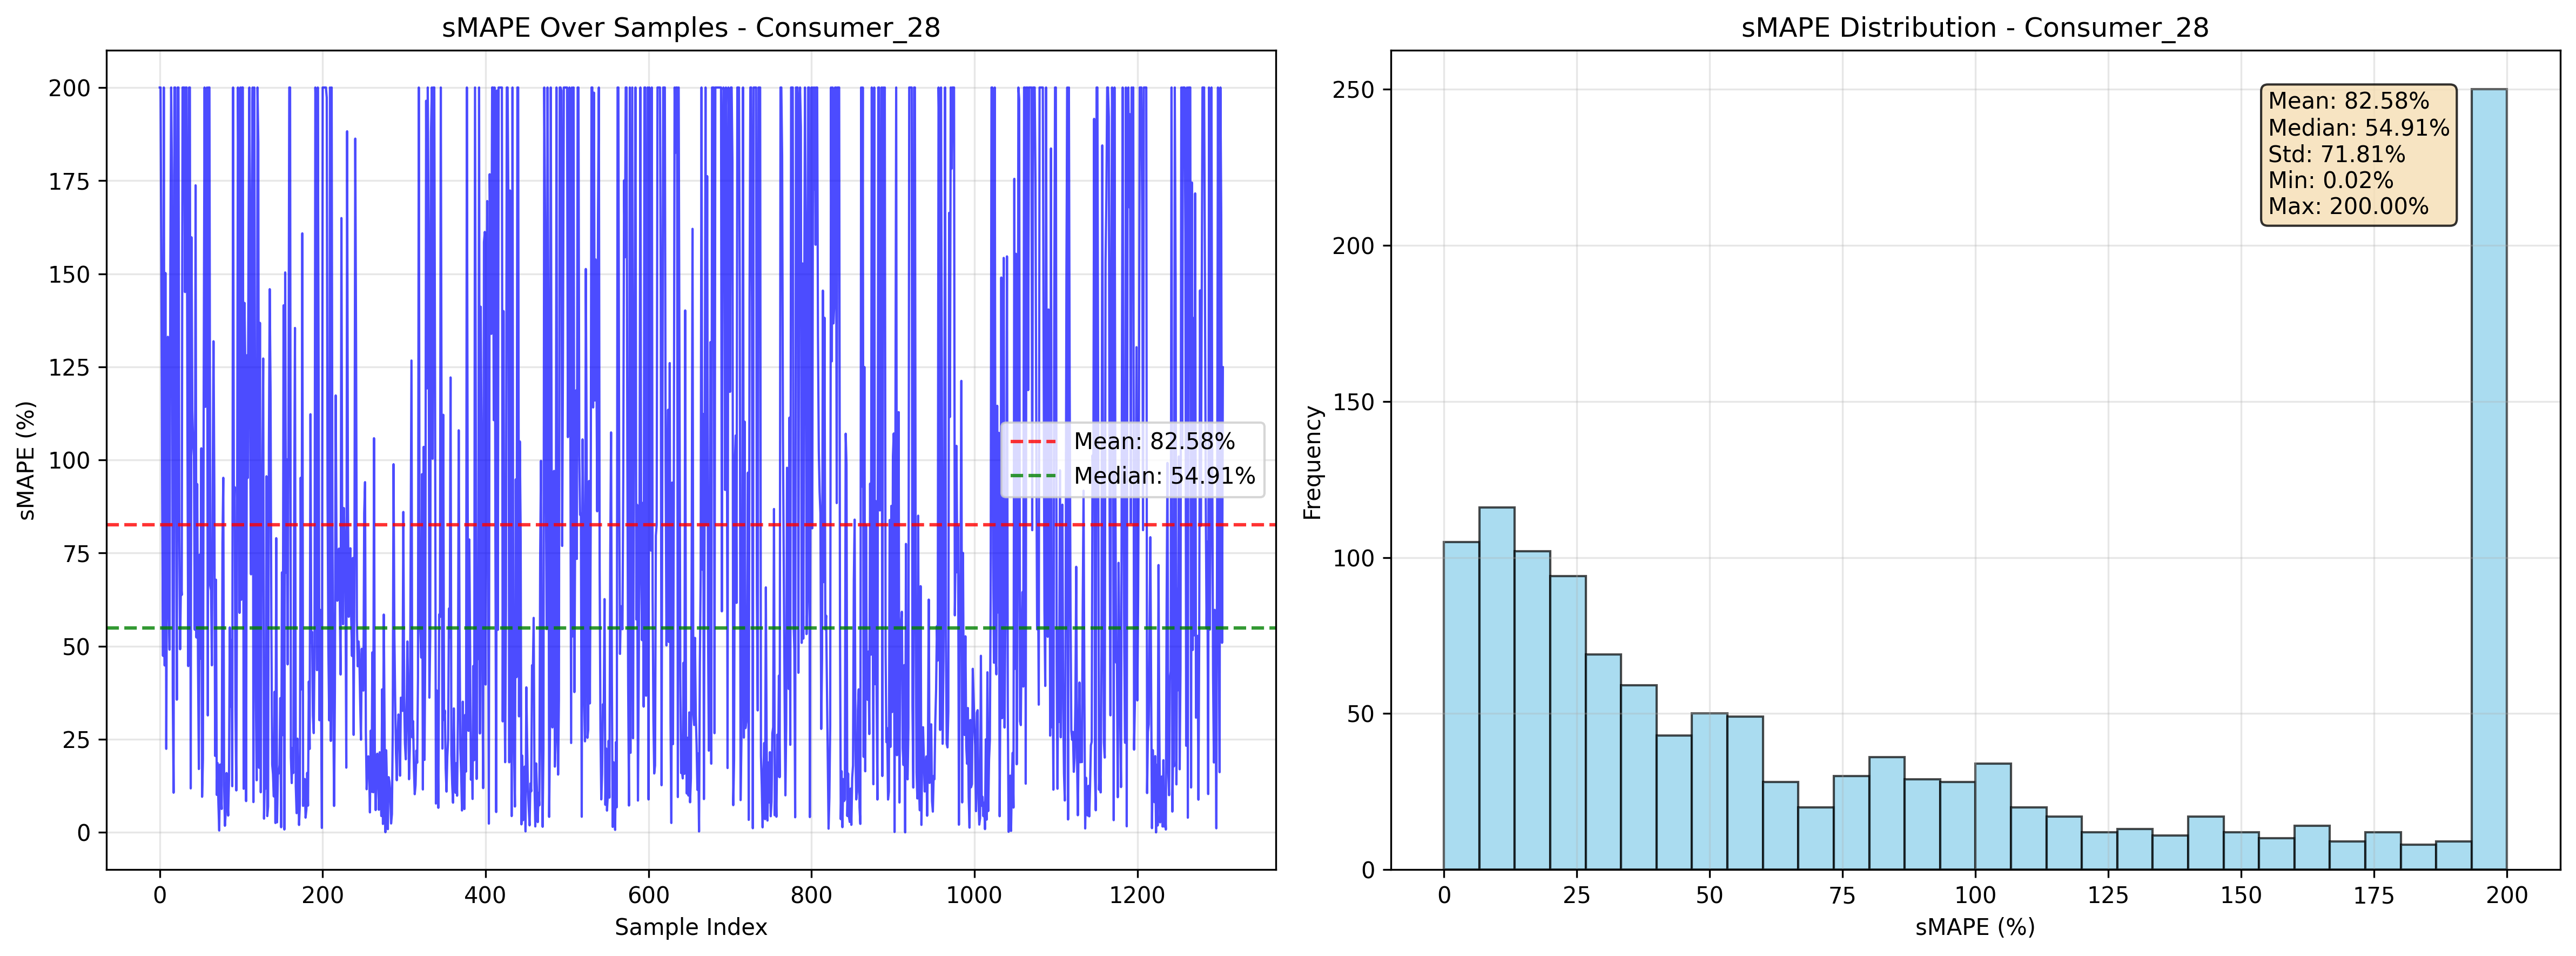 sMAPE Over Samples - Consumer_28
sMAPE (%)
200
175
150
125
100
75
50
25
0
Mean: 82.58%
Median: 54.91%
0 200 400 600 800 1000 1200
Sample Index
sMAPE Distribution - Consumer_28
Frequency
250
200
150
100
50
0
Mean: 82.58%
Median: 54.91%
Std: 71.81%
Min: 0.02%
Max: 200.00%
0 25 50 75 100 125 150 175 200
sMAPE (%)